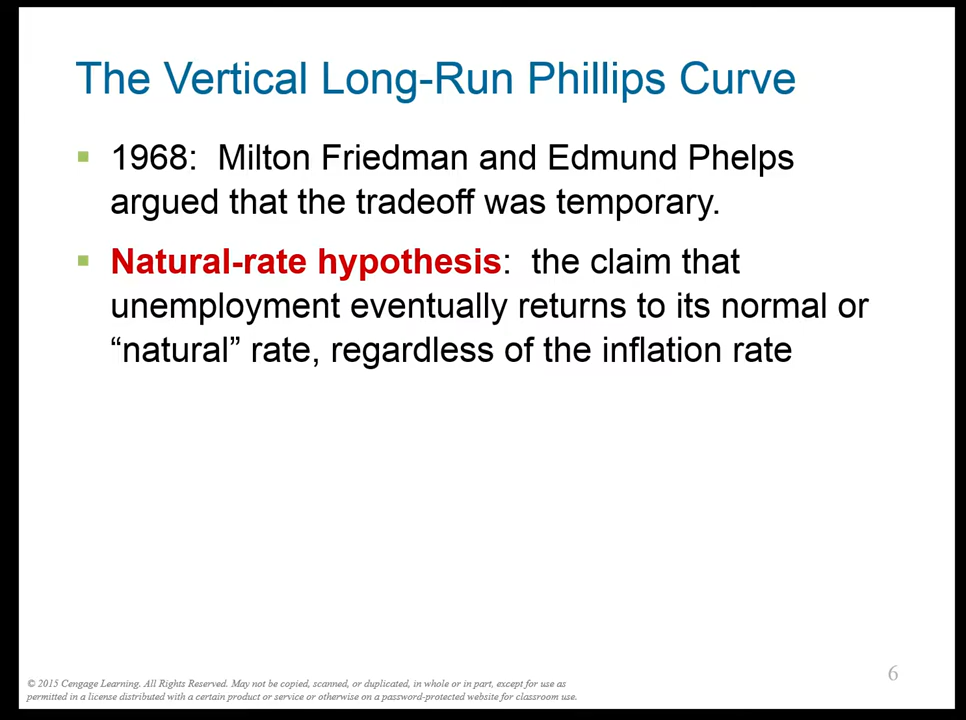 The Vertical Long-Run Phillips Curve
1968:  Milton Friedman and Edmund Phelps
argued that the tradeoff was temporary.
Natural-rate hypothesis:  the claim that
unemployment eventually returns to its normal or
“natural” rate, regardless of the inflation rate
© 2015 Cengage Learning. All Rights Reserved. May not be copied, scanned, or duplicated, in whole or in part, except for use as
permitted in a license distributed with a certain product or service or otherwise on a password-protected website for classroom use.
6